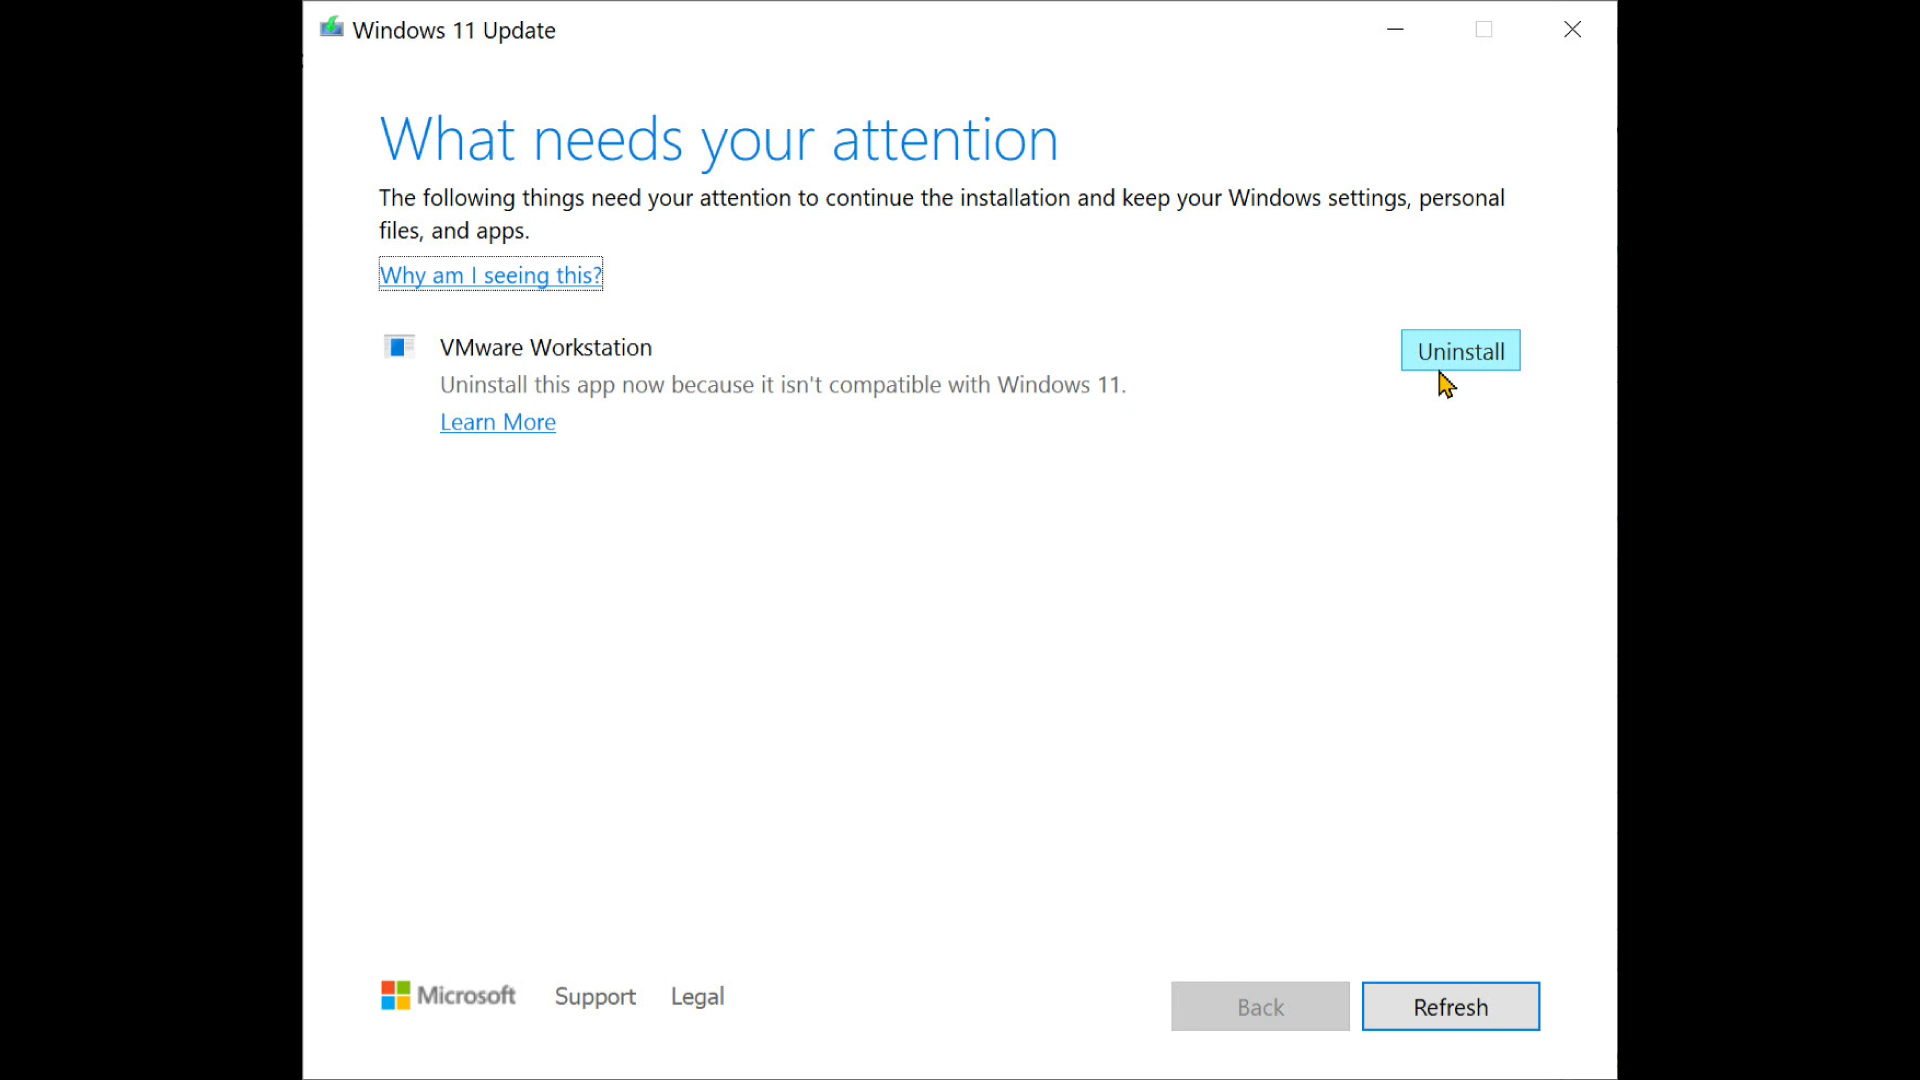 Windows 11 Update
What needs your attention
The following things need your attention to continue the installation and keep your Windows settings, personal
files, and apps.
Why am I seeing this?
VMware Workstation
Uninstall
Uninstall this app now because it isn't compatible with Windows 11.
Learn More
Microsoft Support Legal
Back Refresh